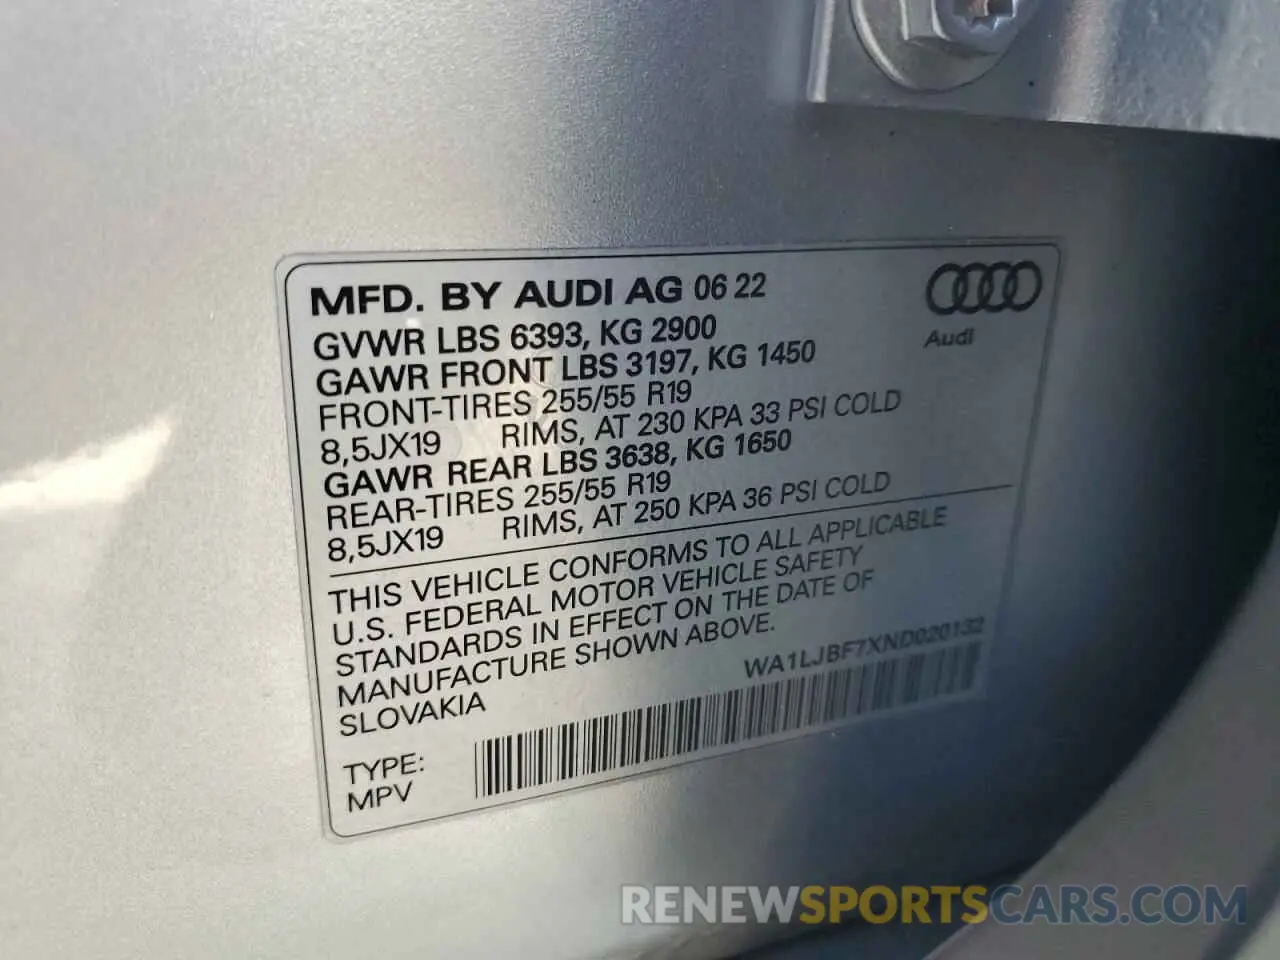 MFD. BY AUDI AG 06 22
GVWR LBS 6393, KG 2900
GAWR FRONT LBS 3197, KG 1450
FRONT-TIRES 255/55 R19
8,5JX19 RIMS, AT 230 KPA 33 PSI COLD
GAWR REAR LBS 3638, KG 1650
REAR-TIRES 255/55 R19
8,5JX19 RIMS, AT 250 KPA 36 PSI COLD
Audi
THIS VEHICLE CONFORMS TO ALL APPLICABLE
U.S. FEDERAL MOTOR VEHICLE SAFETY
STANDARDS IN EFFECT ON THE DATE OF
MANUFACTURE SHOWN ABOVE.
SLOVAKIA
WA1LJBF7XND020132
TYPE:
MPV
RENEWSPORTSCARS.COM